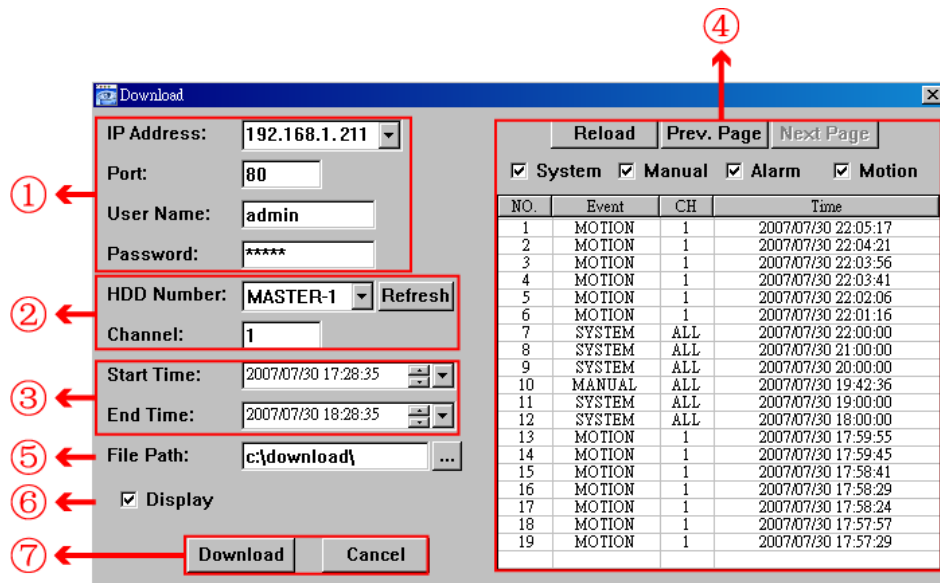 ④
Download
① 
IP Address: 192.168.1.211
Port: 80
User Name: admin
Password: *****
②
HDD Number: MASTER-1 Refresh
Channel: 1
③
Start Time: 2007/07/30 17:28:35
End Time: 2007/07/30 18:28:35
⑤
File Path: c:\download\ ...
⑥
Display
⑦
Download Cancel
Reload Prev. Page Next Page
System Manual Alarm Motion
NO. Event CH Time
1 MOTION 1 2007/07/30 22:05:17
2 MOTION 1 2007/07/30 22:04:21
3 MOTION 1 2007/07/30 22:03:56
4 MOTION 1 2007/07/30 22:03:41
5 MOTION 1 2007/07/30 22:02:06
6 MOTION 1 2007/07/30 22:01:16
7 SYSTEM ALL 2007/07/30 22:00:00
8 SYSTEM ALL 2007/07/30 21:00:00
9 SYSTEM ALL 2007/07/30 20:00:00
10 MANUAL ALL 2007/07/30 19:42:36
11 SYSTEM ALL 2007/07/30 19:00:00
12 SYSTEM ALL 2007/07/30 18:00:00
13 MOTION 1 2007/07/30 17:59:55
14 MOTION 1 2007/07/30 17:59:45
15 MOTION 1 2007/07/30 17:58:41
16 MOTION 1 2007/07/30 17:58:29
17 MOTION 1 2007/07/30 17:58:24
18 MOTION 1 2007/07/30 17:57:57
19 MOTION 1 2007/07/30 17:57:29